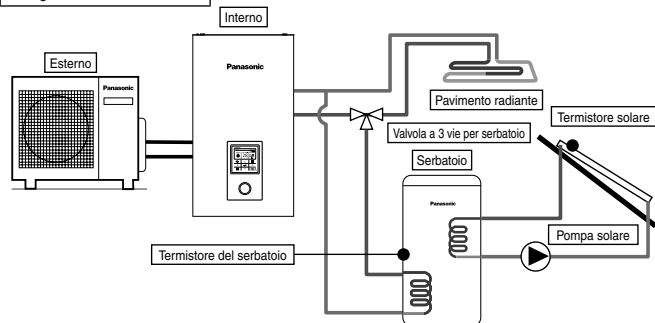 Interno
Esterno
Panasonic
Panasonic
Pavimento radiante
Termistore solare
Valvola a 3 vie per serbatoio
Serbatoio
Panasonic
Pompa solare
Termistore del serbatoio